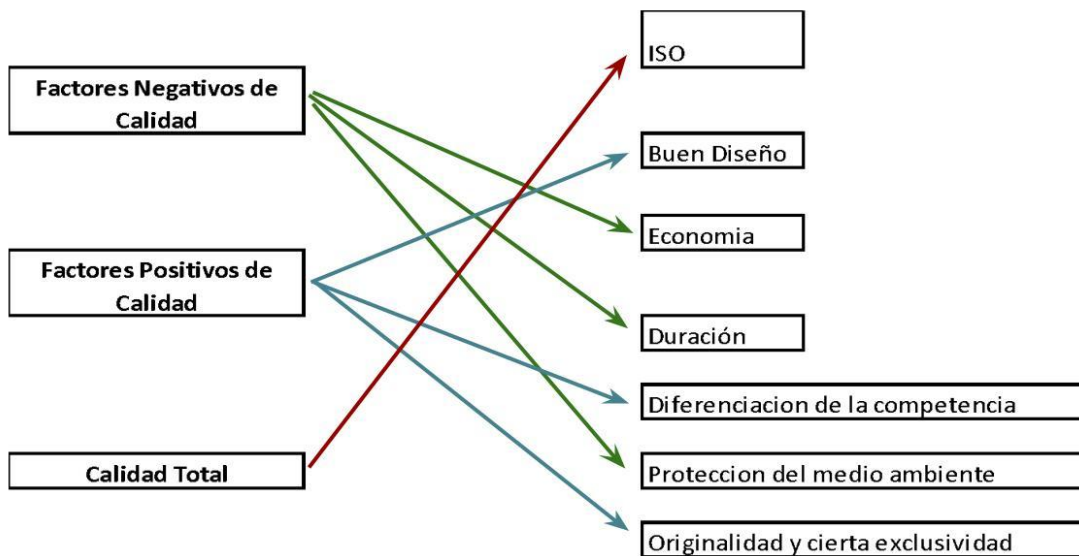 Factores Negativos de
Calidad
Factores Positivos de
Calidad
Calidad Total
ISO
Buen Diseño
Economia
Duración
Diferenciacion de la competencia
Proteccion del medio ambiente
Originalidad y cierta exclusividad